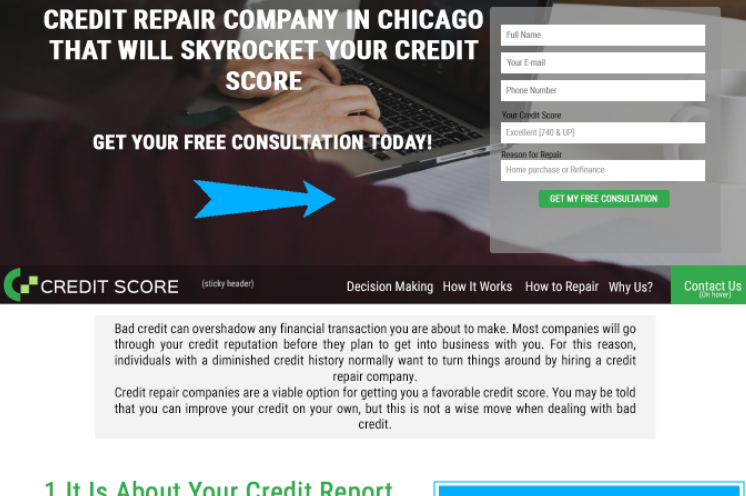 CREDIT REPAIR COMPANY IN CHICAGO
THAT WILL SKYROCKET YOUR CREDIT
SCORE
GET YOUR FREE CONSULTATION TODAY!
Full Name
Your E-mail
Phone Number
Your Credit Score
Excellent [740 & UP]
Reason for Repair
Home purchase or Refinance
GET MY FREE CONSULTATION
CREDIT SCORE
(sticky header)
Decision Making
How It Works
How to Repair
Why Us?
Contact Us
(On hover)
Bad credit can overshadow any financial transaction you are about to make. Most companies will go
through your credit reputation before they plan to get into business with you. For this reason,
individuals with a diminished credit history normally want to turn things around by hiring a credit
repair company.
Credit repair companies are a viable option for getting you a favorable credit score. You may be told
that you can improve your credit on your own, but this is not a wise move when dealing with bad
credit.
1.It Is About Your Credit Report